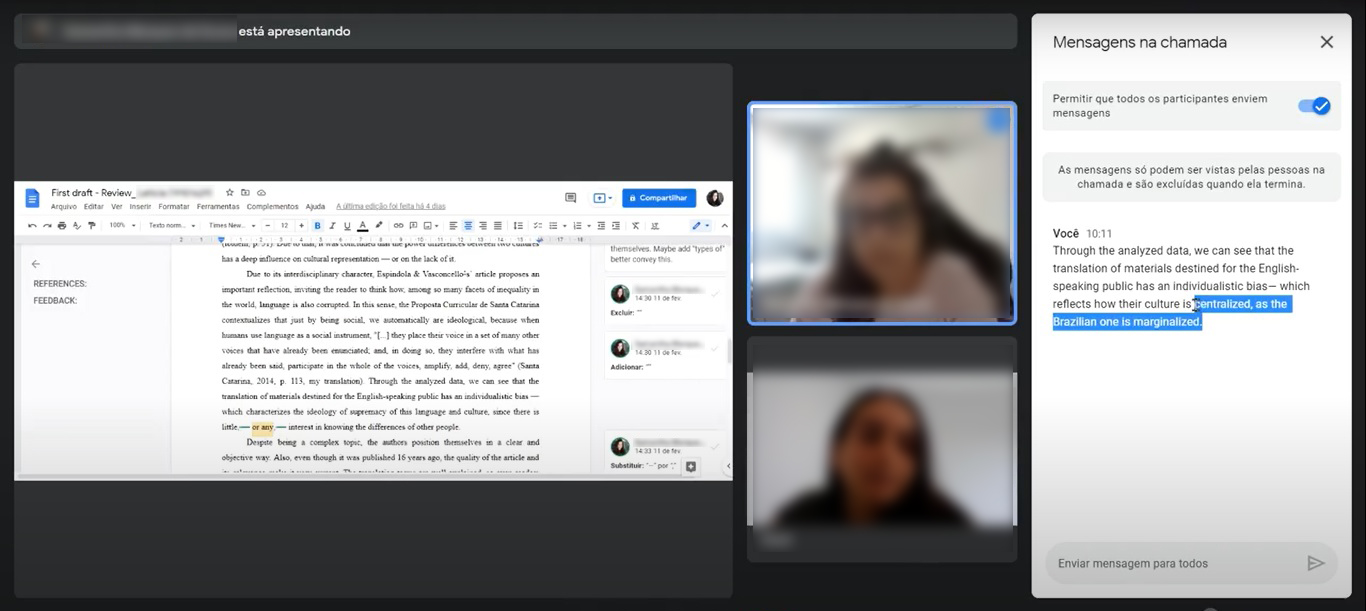 está apresentando
First draft - Review_
Arquivo Editar Ver Inserir Formatar Ferramentas Complementos Ajuda A última edição foi feita há 4 dias
Compartilhar
100% Texto norm... Times New... 12
REFERENCES:
FEEDBACK:
has a deep influence on cultural representation — or on the lack of it.
Due to its interdisciplinary character, Espindola & Vasconcellos' article proposes an
important reflection, inviting the reader to think how, among so many facets of inequality in
the world, language is also corrupted. In this sense, the Proposta Curricular de Santa Catarina
contextualizes that just by being social, we automatically are ideological, because when
humans use language as a social instrument, "[...] they place their voice in a set of many other
voices that have already been enunciated; and, in doing so, they interfere with what has
already been said, participate in the whole of the voices, amplify, add, deny, agree" (Santa
Catarina, 2014, p. 113, my translation). Through the analyzed data, we can see that the
translation of materials destined for the English-speaking public has an individualistic bias —
which characterizes the ideology of supremacy of this language and culture, since there is
little — or any — interest in knowing the differences of other people.
Despite being a complex topic, the authors position themselves in a clear and
objective way. Also, even though it was published 16 years ago, the quality of the article and
themselves. Maybe add "types of"
better convey this.
14:30 11 de fev.
Excluir: ""
14:30 11 de fev.
Adicionar: ""
14:33 11 de fev.
Substituir: "--" por ";"
Mensagens na chamada
Permitir que todos os participantes enviem
mensagens
As mensagens só podem ser vistas pelas pessoas na
chamada e são excluídas quando ela termina.
Você 10:11
Through the analyzed data, we can see that the
translation of materials destined for the English-
speaking public has an individualistic bias— which
reflects how their culture is centralized, as the
Brazilian one is marginalized.
Enviar mensagem para todos